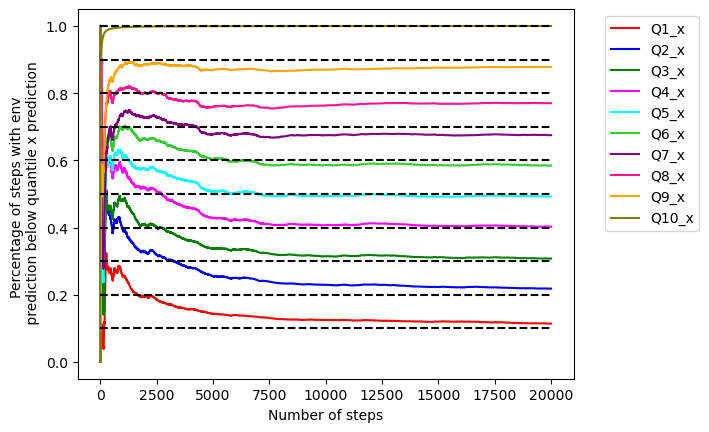 Percentage of steps with env
prediction below quantile x prediction
1.0
0.8
0.6
0.4
0.2
0.0
0
2500
5000
7500
10000
12500
15000
17500
20000
Number of steps
Q1_x
Q2_x
Q3_x
Q4_x
Q5_x
Q6_x
Q7_x
Q8_x
Q9_x
Q10_x